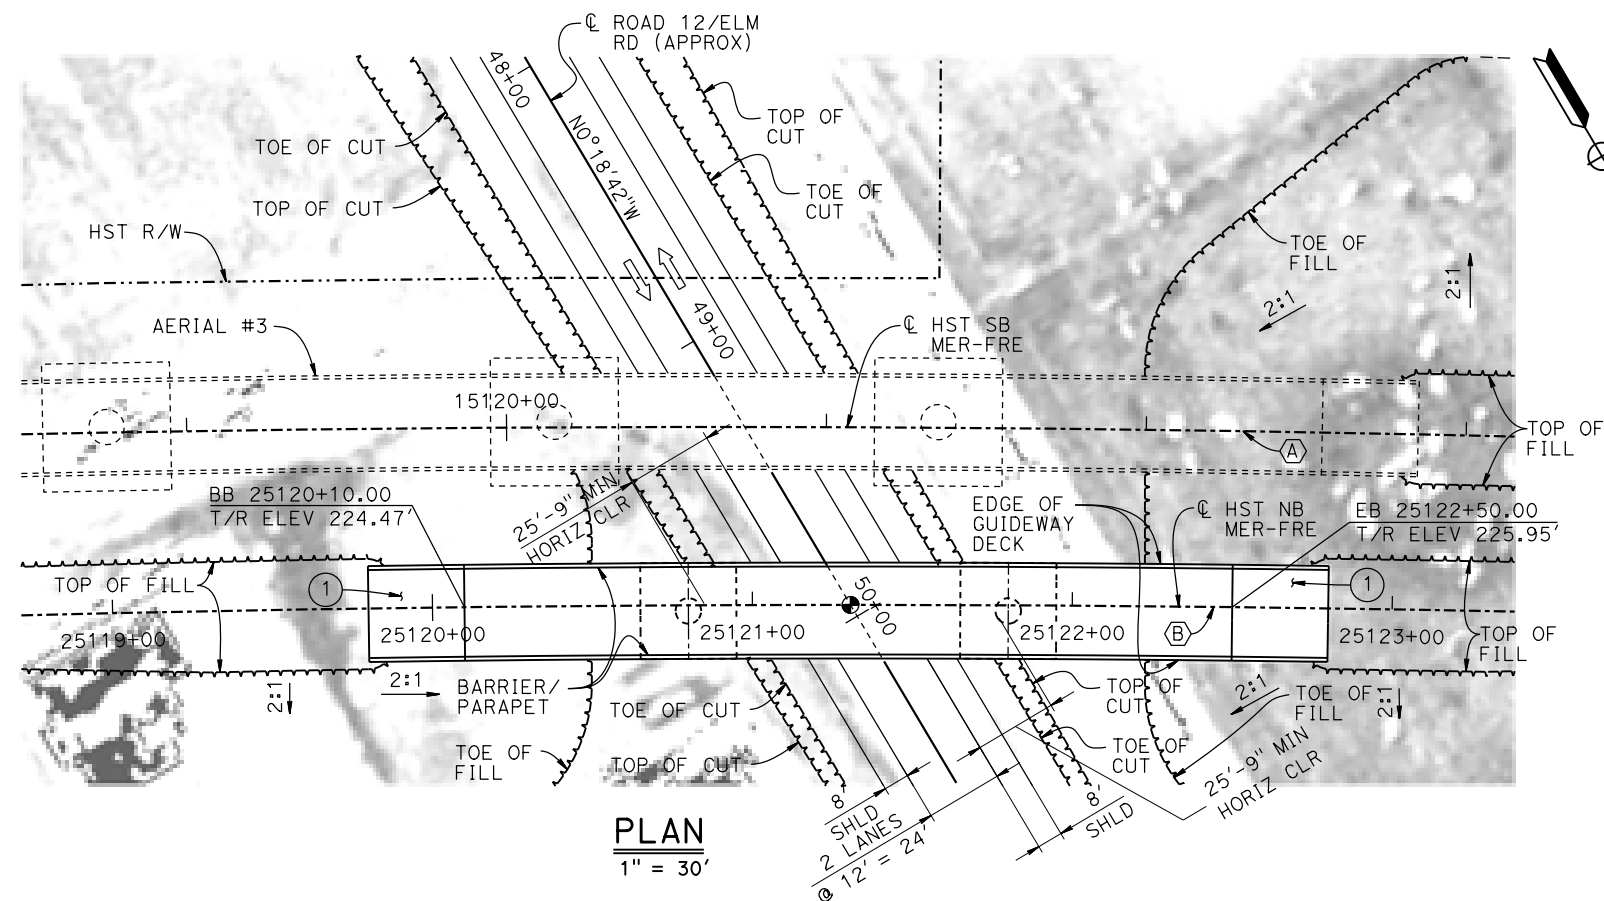 ℄ ROAD 12/ELM
RD (APPROX)
48+00
N0°18'42"W
TOP OF
CUT
TOE OF CUT
TOE OF
CUT
TOP OF CUT
HST R/W
TOE OF
FILL
2:1
2:1
49+00
AERIAL #3
℄ HST SB
MER-FRE
15120+00
A
TOP OF
FILL
25'-9" MIN
HORIZ CLR
BB 25120+10.00
T/R ELEV 224.47'
EDGE OF
GUIDEWAY
DECK
℄ HST NB
MER-FRE
EB 25122+50.00
T/R ELEV 225.95'
TOP OF FILL
1
1
50+00
25119+00
25120+00
25121+00
25122+00
B
25123+00
TOP OF
FILL
2:1
2:1
BARRIER/
PARAPET
TOE OF CUT
TOP OF
CUT
2:1
TOE OF
FILL
2:1
TOE OF
FILL
TOP OF CUT
TOE OF
CUT
25'-9" MIN
HORIZ CLR
8'
SHLD
2 LANES
@ 12' = 24'
8'
SHLD
PLAN
1" = 30'